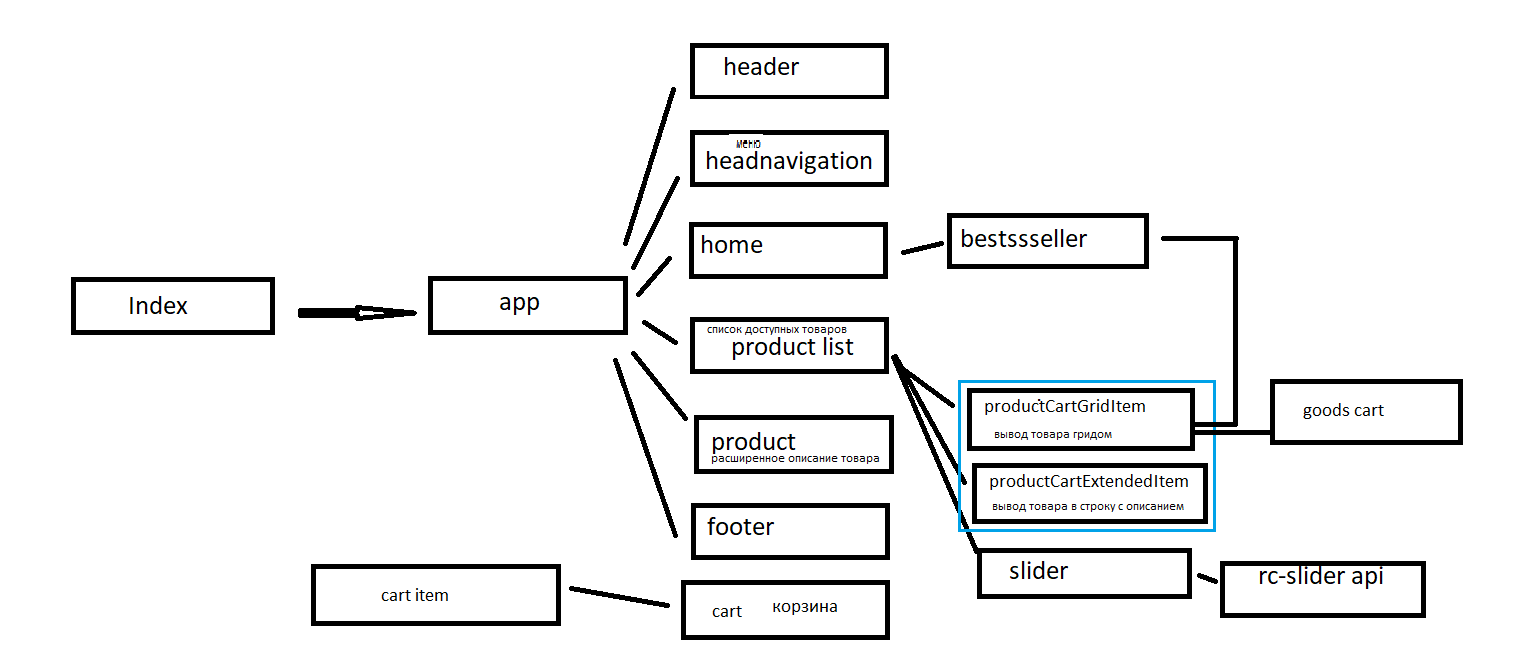 header
меню
headnavigation
home
bestssseller
Index
app
список доступных товаров
product list
productCartGridItem
вывод товара гридом
goods cart
product
расширенное описание товара
productCartExtendedItem
вывод товара в строку с описанием
footer
slider
rc-slider api
cart item
cart корзина